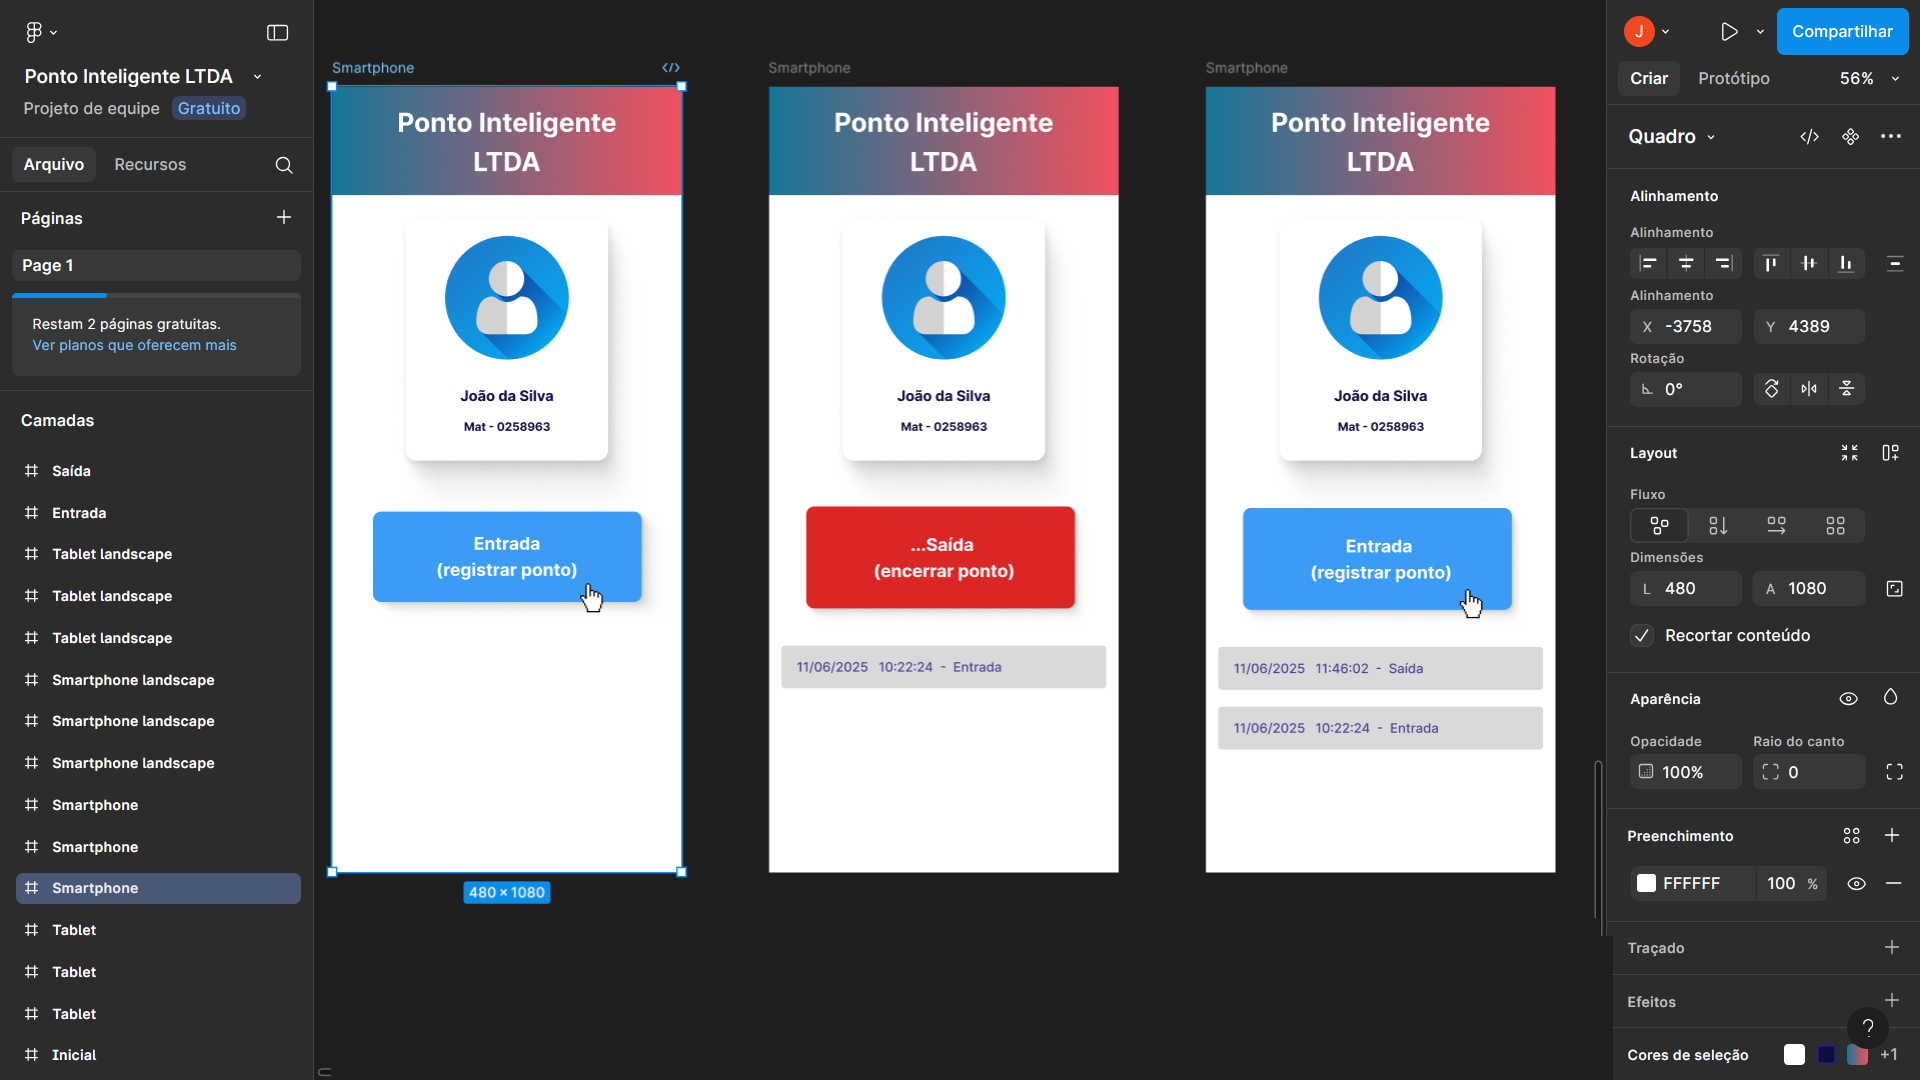 Ponto Inteligente LTDA
Projeto de equipe Gratuito
Arquivo Recursos
Páginas
Page 1
Restam 2 páginas gratuitas.
Ver planos que oferecem mais
Camadas
Saída
Entrada
Tablet landscape
Tablet landscape
Tablet landscape
Smartphone landscape
Smartphone landscape
Smartphone landscape
Smartphone
Smartphone
Smartphone
Tablet
Tablet
Tablet
Inicial
Smartphone
Ponto Inteligente
LTDA
João da Silva
Mat - 0258963
Entrada
(registrar ponto)
480 × 1080
Smartphone
Ponto Inteligente
LTDA
João da Silva
Mat - 0258963
...Saída
(encerrar ponto)
11/06/2025 10:22:24 - Entrada
Smartphone
Ponto Inteligente
LTDA
João da Silva
Mat - 0258963
Entrada
(registrar ponto)
11/06/2025 11:46:02 - Saída
11/06/2025 10:22:24 - Entrada
J
Compartilhar
Criar Protótipo 56%
Quadro
Alinhamento
Alinhamento
Alinhamento
X -3758 Y 4389
Rotação
0°
Layout
Fluxo
Dimensões
L 480 A 1080
Recortar conteúdo
Aparência
Opacidade Raio do canto
100% 0
Preenchimento
FFFFFF 100 %
Traçado
Efeitos
?
Cores de seleção +1